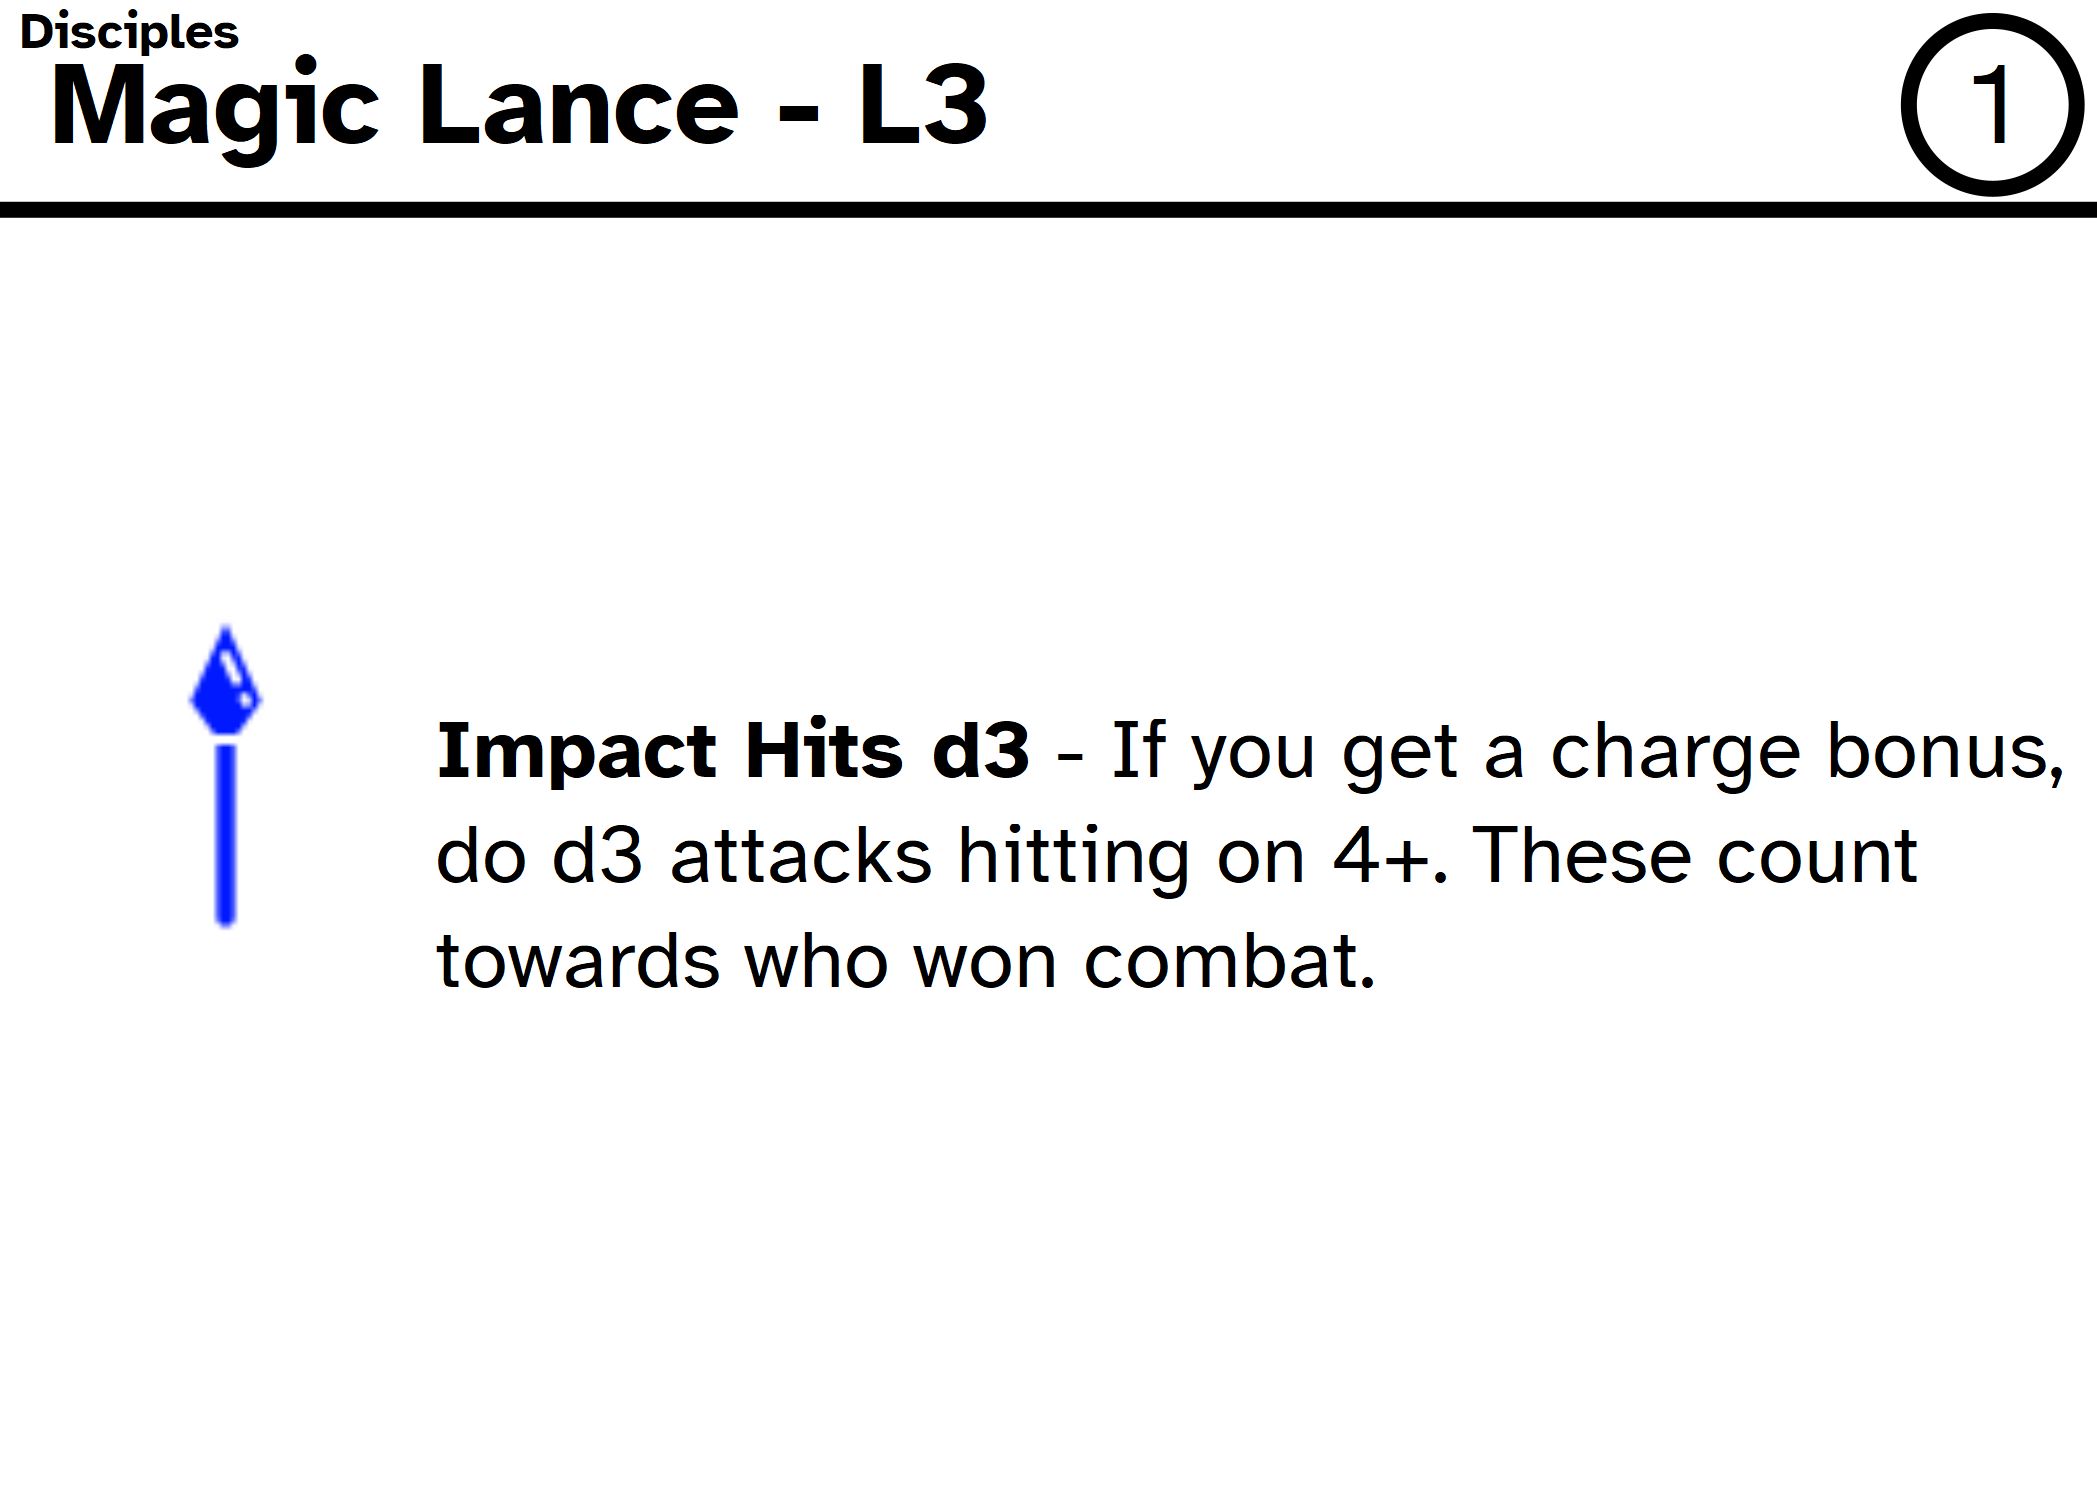 Disciples
Magic Lance - L3
1
Impact Hits d3 - If you get a charge bonus,
do d3 attacks hitting on 4+. These count
towards who won combat.